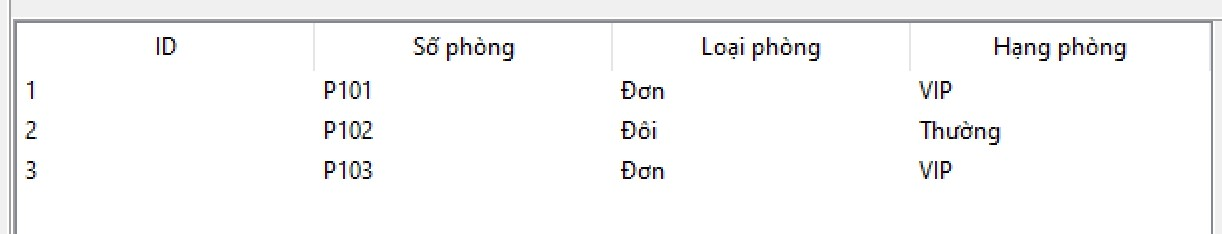 ID Số phòng Loại phòng Hạng phòng
1 P101 Đơn VIP
2 P102 Đôi Thường
3 P103 Đơn VIP